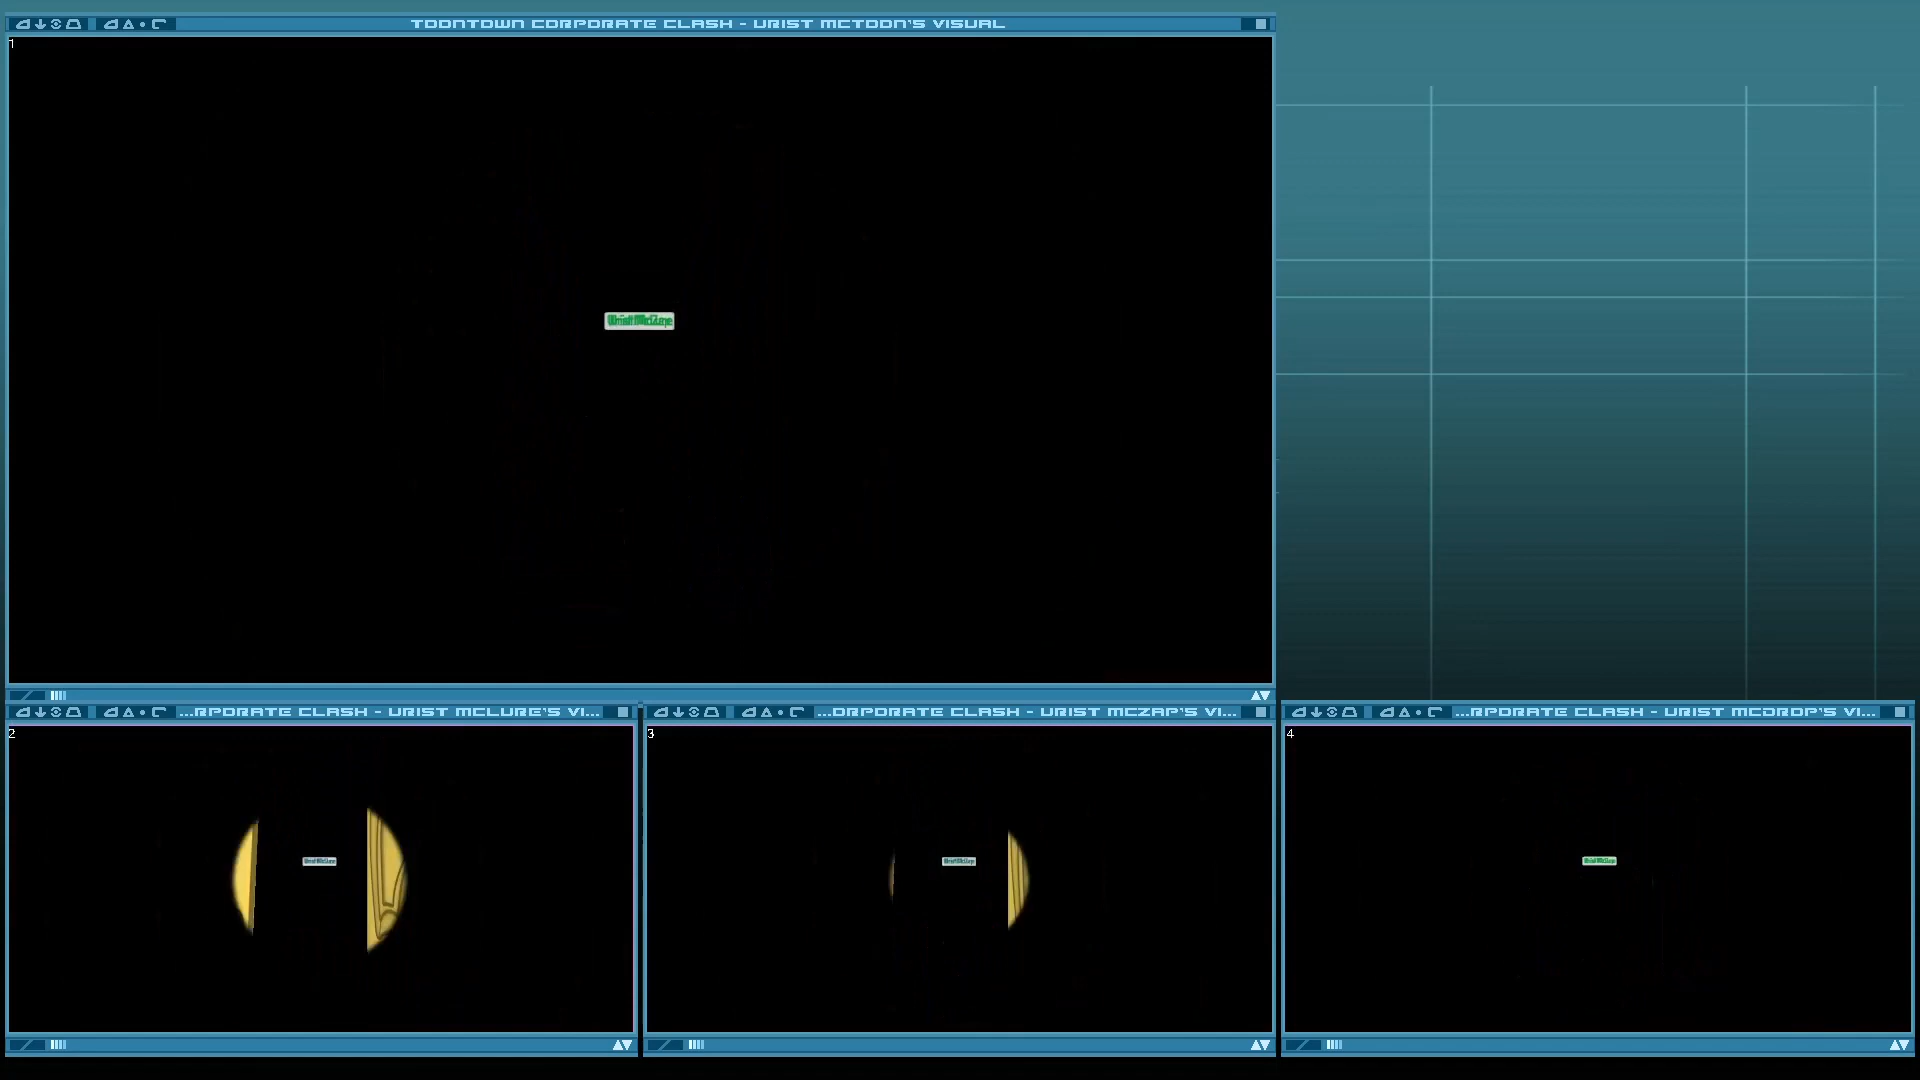 TOONTOWN CORPORATE CLASH - URIST MCTOON'S VISUAL
1
...RPORATE CLASH - URIST MCLURE'S VI...
...ORPORATE CLASH - URIST MCZAP'S VI...
...RPORATE CLASH - URIST MCDROP'S VI...
2
3
4